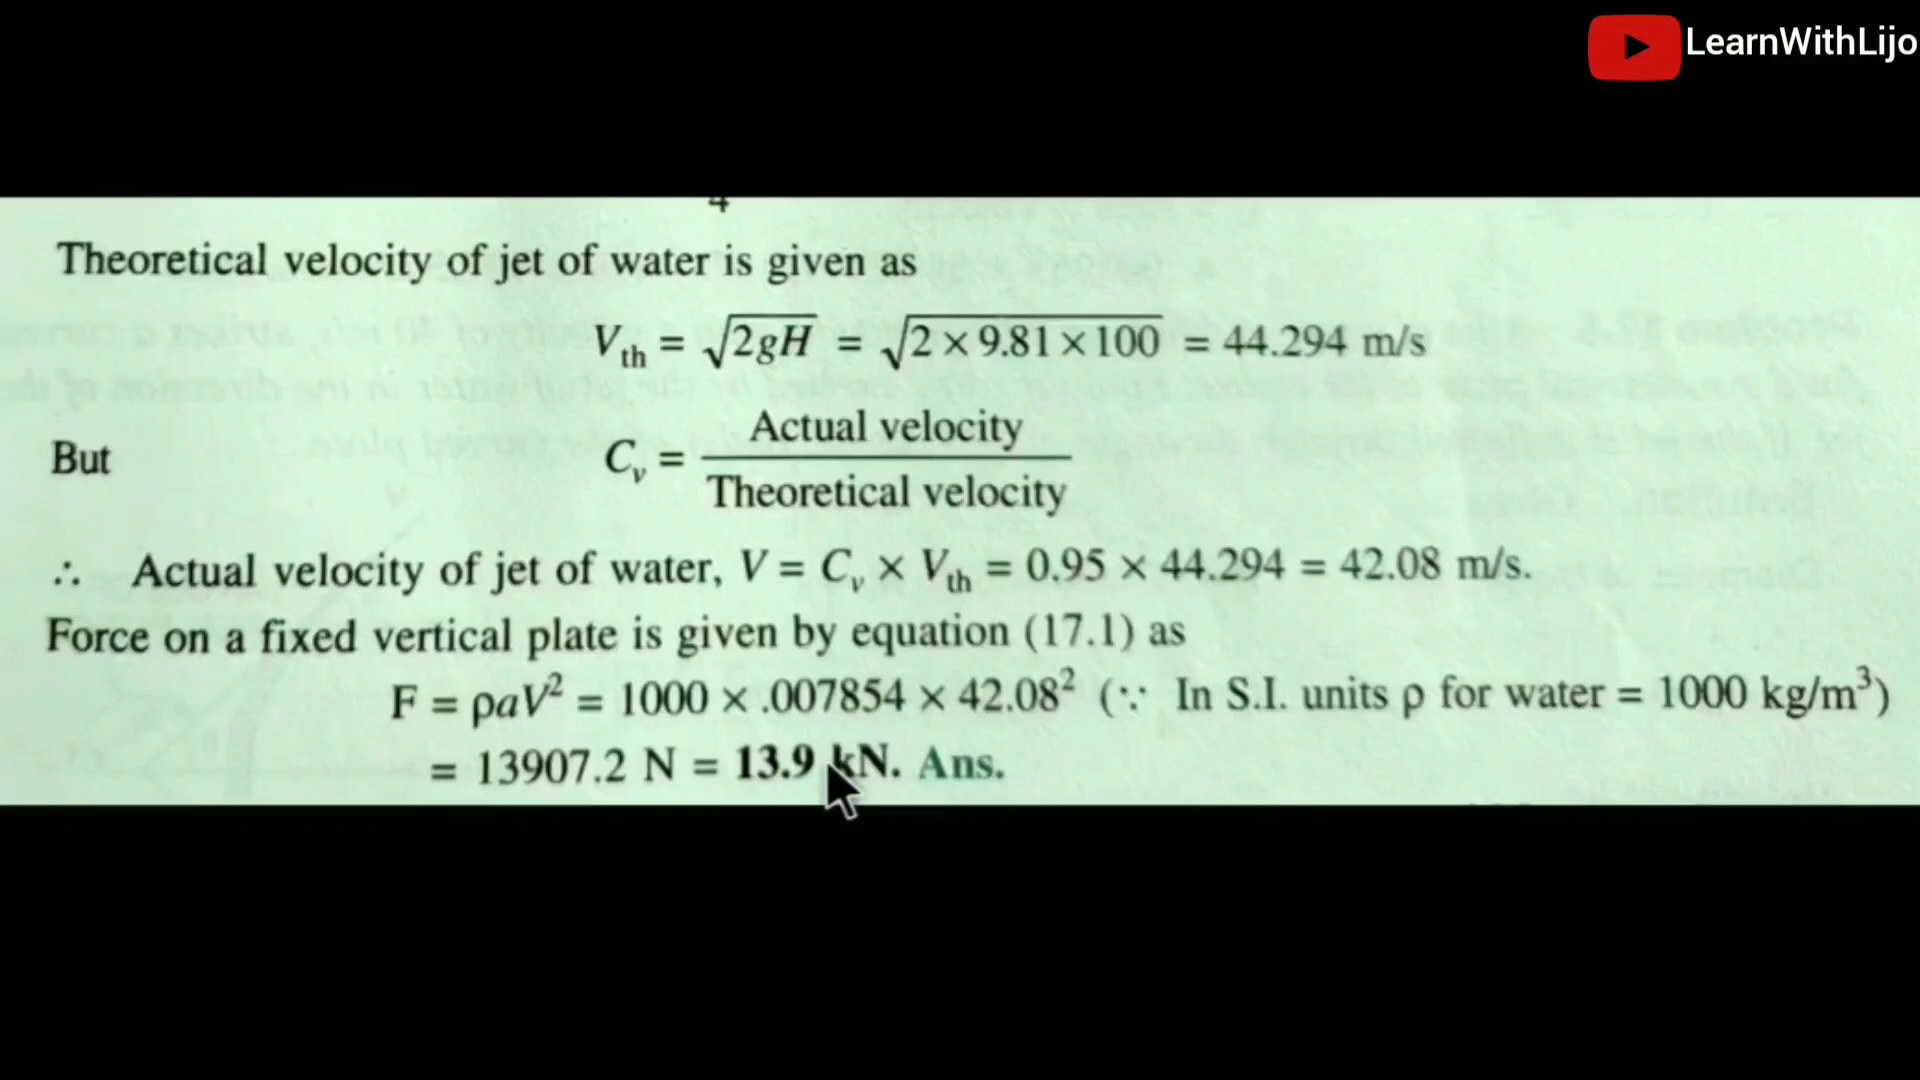 LearnWithLijo
4
Theoretical velocity of jet of water is given as
V_th = √2gH = √2 × 9.81 × 100 = 44.294 m/s
But C_v = Actual velocity / Theoretical velocity
∴ Actual velocity of jet of water, V = C_v × V_th = 0.95 × 44.294 = 42.08 m/s.
Force on a fixed vertical plate is given by equation (17.1) as
F = ρaV² = 1000 × .007854 × 42.08² (∵ In S.I. units ρ for water = 1000 kg/m³)
= 13907.2 N = 13.9 kN. Ans.